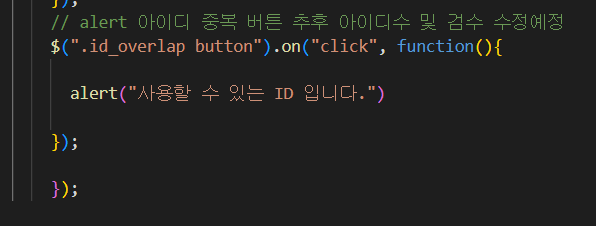 });
// alert 아이디 중복 버튼 추후 아이디수 및 검수 수정예정
$(".id_overlap button").on("click", function(){
alert("사용할 수 있는 ID 입니다.")
});
});